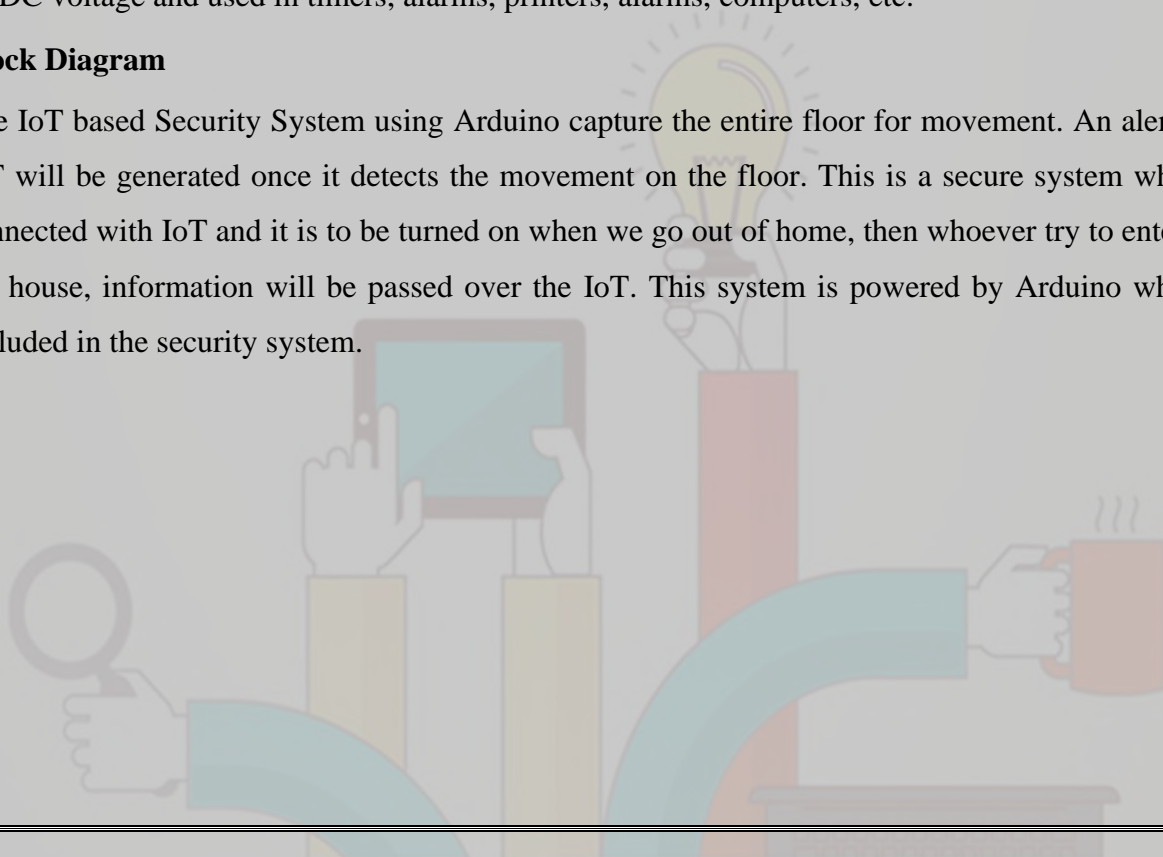 DC voltage and used in timers, alarms, printers, alarms, computers, etc.
ock Diagram
e IoT based Security System using Arduino capture the entire floor for movement. An aler
T will be generated once it detects the movement on the floor. This is a secure system wh
nnected with IoT and it is to be turned on when we go out of home, then whoever try to ente
house, information will be passed over the IoT. This system is powered by Arduino wh
luded in the security system.